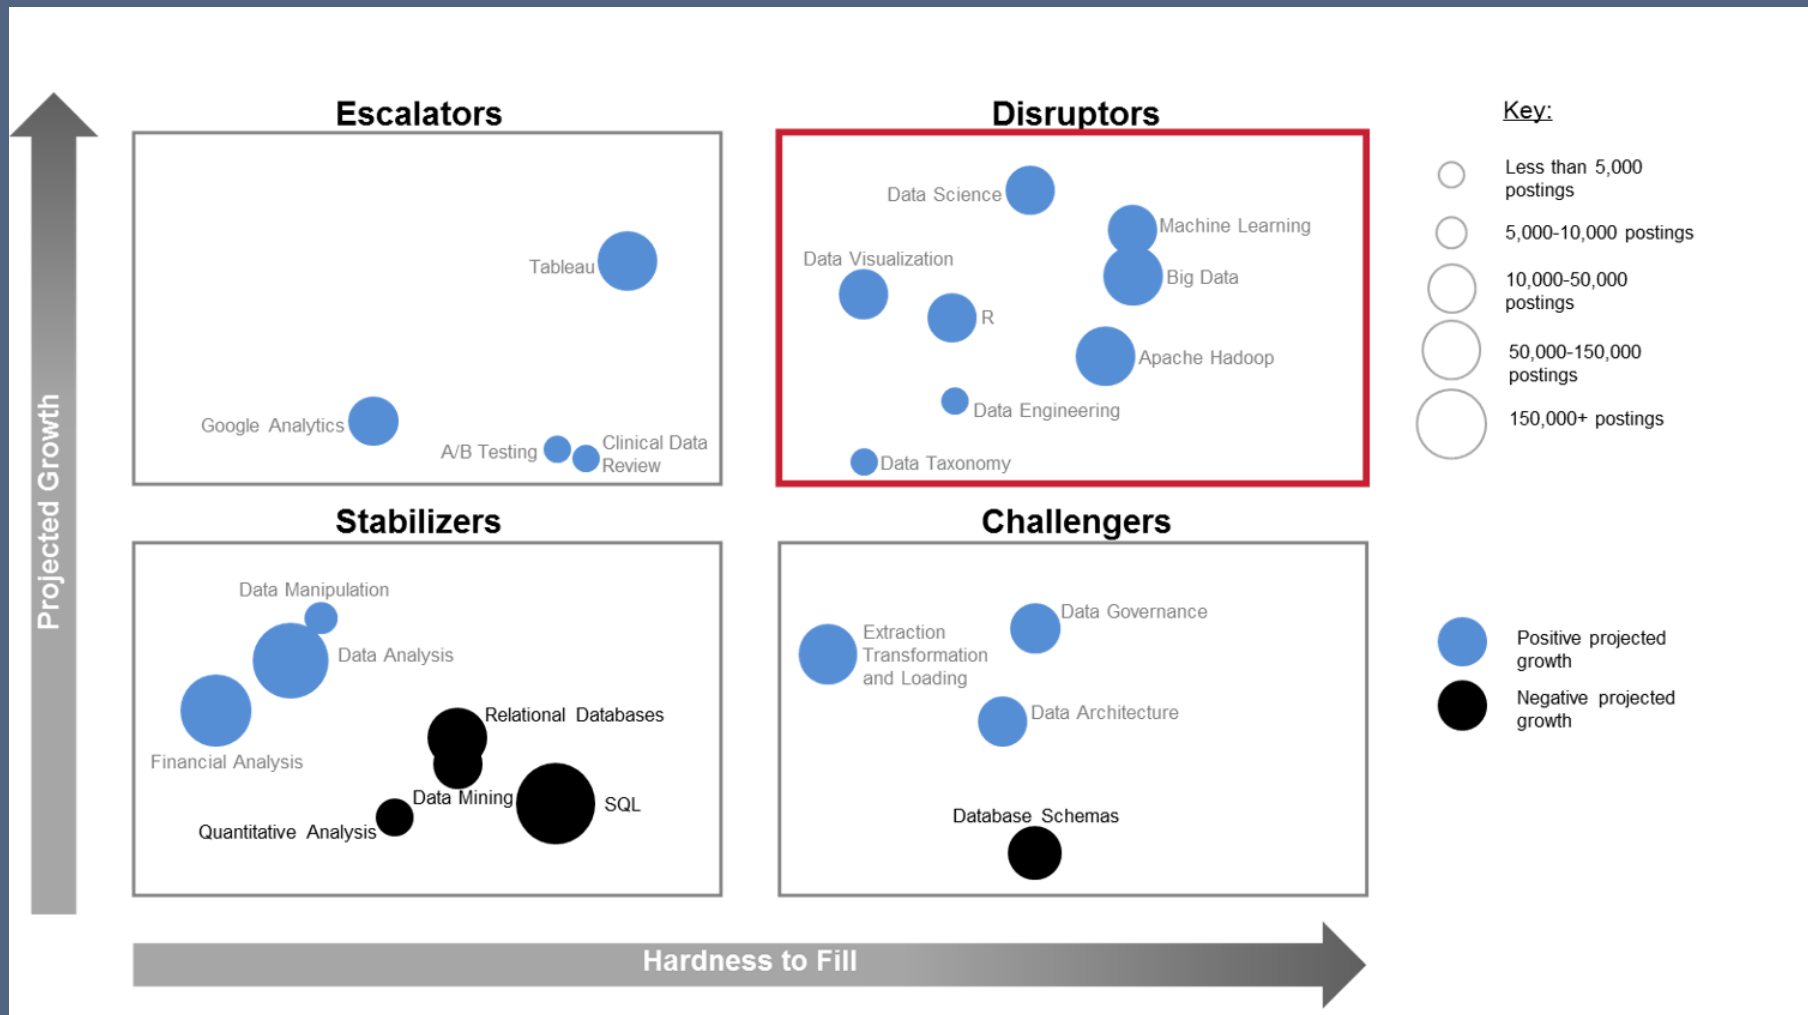 Escalators
Disruptors
Key:
Data Science
Machine Learning
Data Visualization
Tableau
Big Data
R
Apache Hadoop
Google Analytics
Data Engineering
A/B Testing
Clinical Data
Review
Data Taxonomy
Less than 5,000
postings
5,000-10,000 postings
10,000-50,000
postings
50,000-150,000
postings
150,000+ postings
Projected Growth
Stabilizers
Challengers
Data Manipulation
Data Analysis
Financial Analysis
Relational Databases
Data Mining
SQL
Quantitative Analysis
Data Governance
Extraction
Transformation
and Loading
Data Architecture
Database Schemas
Positive projected
growth
Negative projected
growth
Hardness to Fill